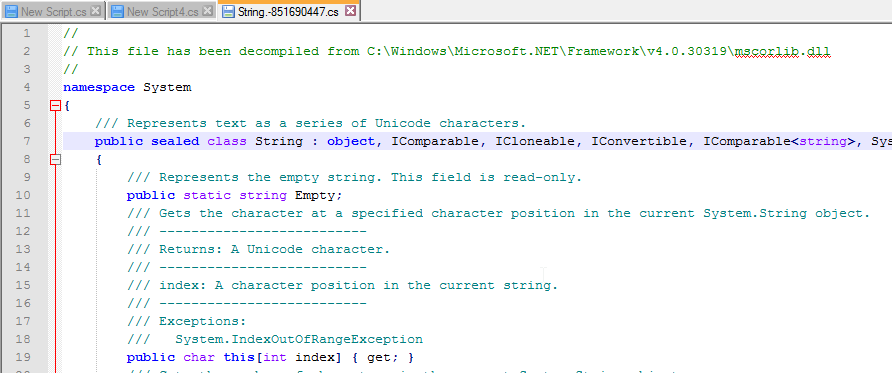 New Script.cs New Script4.cs String.-851690447.cs
1 //
2 // This file has been decompiled from C:\Windows\Microsoft.NET\Framework\v4.0.30319\mscorlib.dll
3 //
4 namespace System
5 {
6 /// Represents text as a series of Unicode characters.
7 public sealed class String : object, IComparable, ICloneable, IConvertible, IComparable<string>, Sys
8 {
9 /// Represents the empty string. This field is read-only.
10 public static string Empty;
11 /// Gets the character at a specified character position in the current System.String object.
12 /// --------------------------
13 /// Returns: A Unicode character.
14 /// --------------------------
15 /// index: A character position in the current string.
16 /// --------------------------
17 /// Exceptions:
18 /// System.IndexOutOfRangeException
19 public char this[int index] { get; }